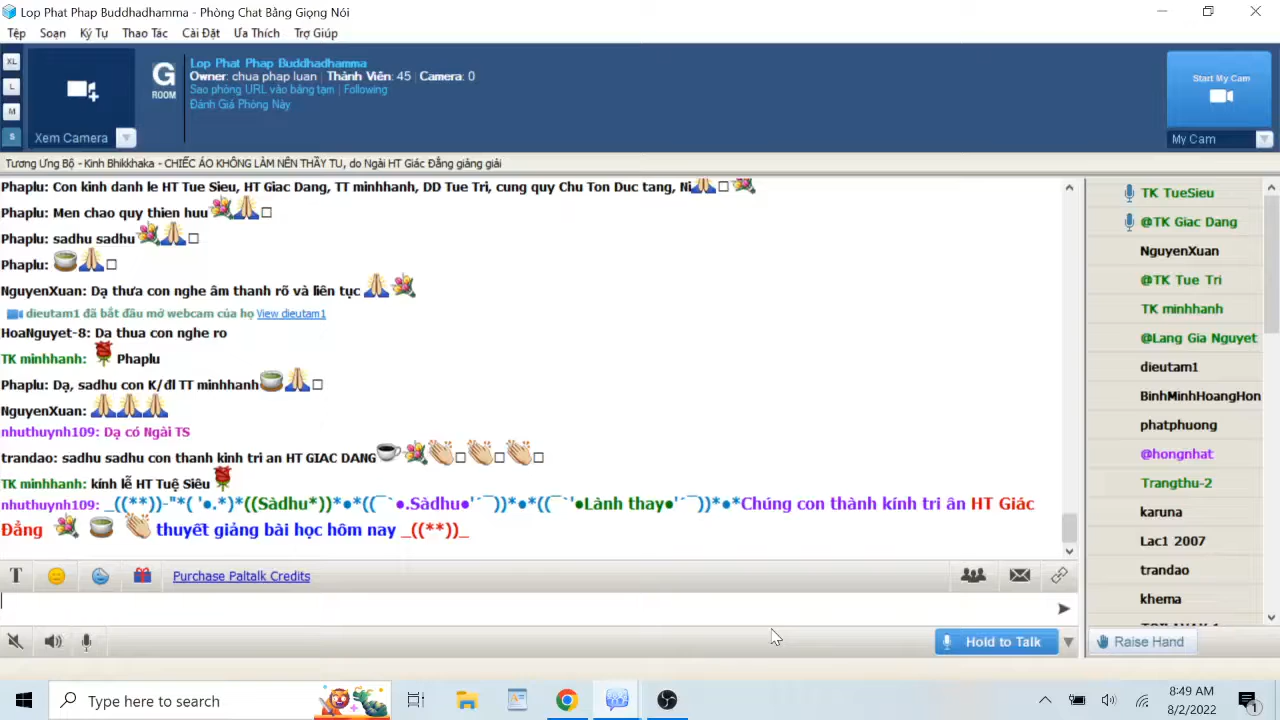 Lop Phat Phap Buddhadhamma - Phòng Chat Bằng Giọng Nói
Tệp Soạn Ký Tự Thao Tác Cài Đặt Ưa Thích Trợ Giúp
XL
L
M
S
Xem Camera
G
ROOM
Lop Phat Phap Buddhadhamma
Owner: chua phap luan | Thành Viên: 45 | Camera: 0
Sao phòng URL vào bảng tạm | Following
Đánh Giá Phòng Này
Start My Cam
My Cam
Tương Ưng Bộ - Kinh Bhikkhaka - CHIẾC ÁO KHÔNG LÀM NÊN THẦY TU, do Ngài HT Giác Đẳng giảng giải
Phaplu: Con kinh danh le HT Tue Sieu, HT Giac Dang, TT minhhanh, DD Tue Tri, cung quy Chu Ton Duc tang, Ni
Phaplu: Men chao quy thien huu
Phaplu: sadhu sadhu
Phaplu:
NguyenXuan: Dạ thưa con nghe âm thanh rõ và liên tục
dieutam1 đã bắt đầu mở webcam của họ View dieutam1
HoaNguyet-8: Da thua con nghe ro
TK minhhanh: Phaplu
Phaplu: Dạ, sadhu con K/đl TT minhhanh
NguyenXuan:
nhuthuynh109: Dạ có Ngài TS
trandao: sadhu sadhu con thanh kinh tri an HT GIAC DANG
TK minhhanh: kính lễ HT Tuệ Siêu
nhuthuynh109: _((**))-"*( '●.*)*((Sàdhu*))*●*((¯`●.Sàdhu●'´¯))*●*((¯`'●Lành thay●'´¯))*●*Chúng con thành kính tri ân HT Giác
Đẳng thuyết giảng bài học hôm nay _((**))_
T Purchase Paltalk Credits
Hold to Talk
TK TueSieu
@TK Giac Dang
NguyenXuan
@TK Tue Tri
TK minhhanh
@Lang Gia Nguyet
dieutam1
BinhMinhHoangHon
phatphuong
@hongnhat
Trangthu-2
karuna
Lac1 2007
trandao
khema
Raise Hand
Type here to search
8:49 AM
8/2/2022
1